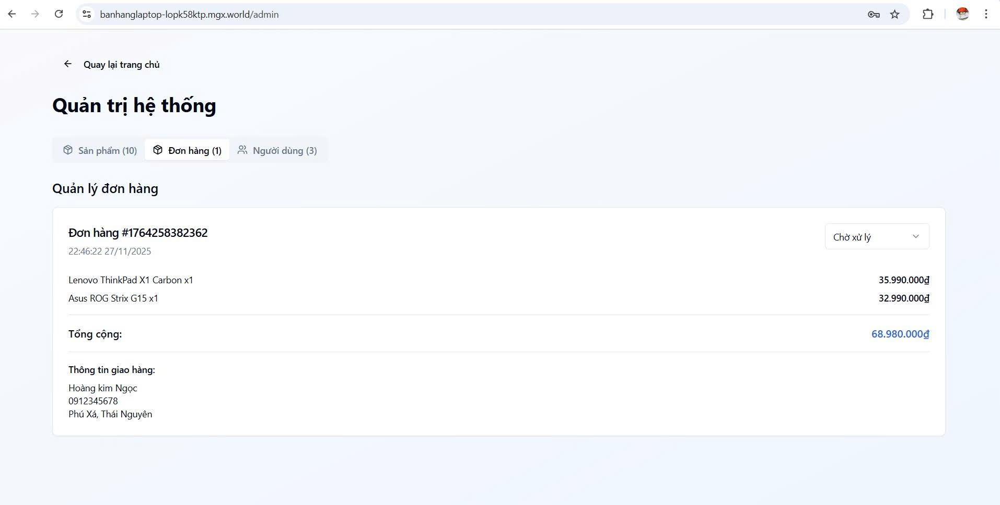 banhanglaptop-lopk58ktp.mgx.world/admin
Quay lại trang chủ
Quản trị hệ thống
Sản phẩm (10) Đơn hàng (1) Người dùng (3)
Quản lý đơn hàng
Đơn hàng #1764258382362 Chờ xử lý
22:46:22 27/11/2025
Lenovo ThinkPad X1 Carbon x1 35.990.000₫
Asus ROG Strix G15 x1 32.990.000₫
Tổng cộng: 68.980.000₫
Thông tin giao hàng:
Hoàng kim Ngọc
0912345678
Phú Xá, Thái Nguyên